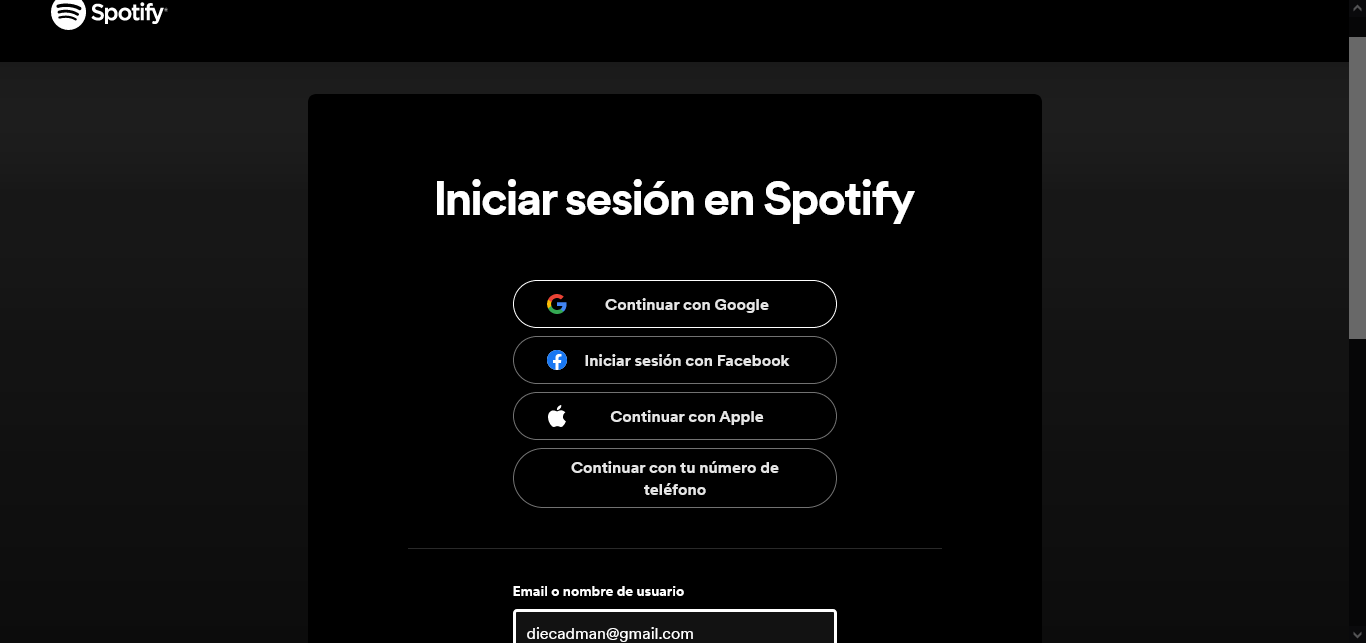 Spotify
Iniciar sesión en Spotify
Continuar con Google
Iniciar sesión con Facebook
Continuar con Apple
Continuar con tu número de
teléfono
Email o nombre de usuario
diecadman@gmail.com